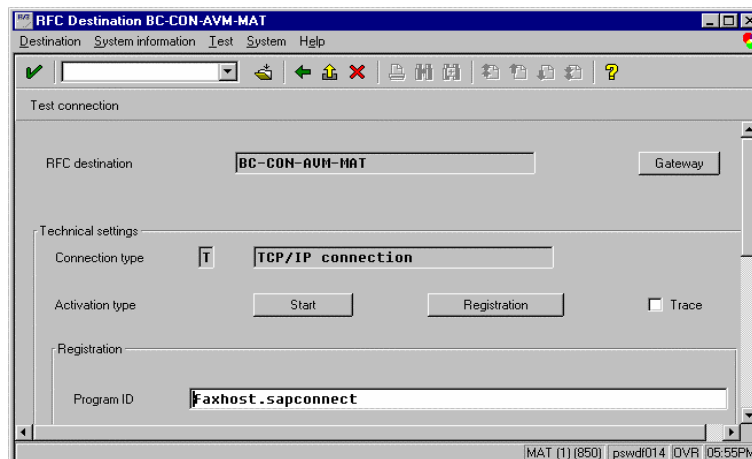 RFC Destination BC-CON-AVM-MAT
Destination System information Test System Help
Test connection
RFC destination BC-CON-AVM-MAT Gateway
Technical settings
Connection type T TCP/IP connection
Activation type Start Registration Trace
Registration
Program ID faxhost.sapconnect
MAT (1) (850) pswdf014 OVR 05:55PM